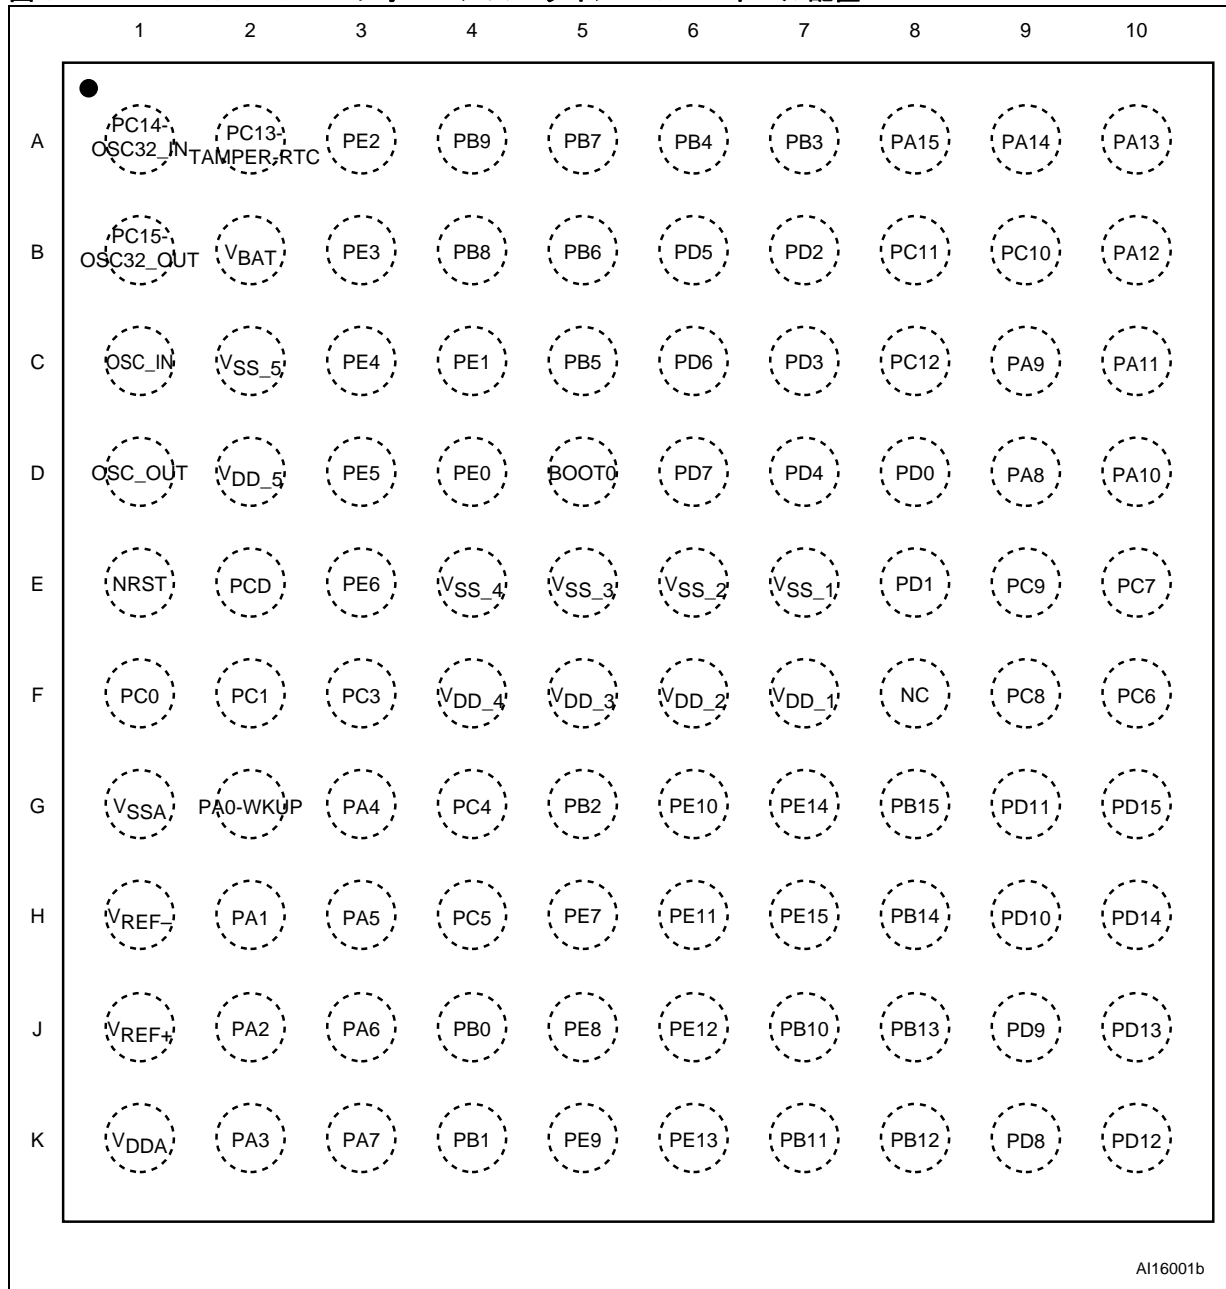 1 2 3 4 5 6 7 8 9 10
A PC14-OSC32_IN PC13-TAMPER-RTC PE2 PB9 PB7 PB4 PB3 PA15 PA14 PA13
B PC15-OSC32_OUT VBAT PE3 PB8 PB6 PD5 PD2 PC11 PC10 PA12
C OSC_IN VSS_5 PE4 PE1 PB5 PD6 PD3 PC12 PA9 PA11
D OSC_OUT VDD_5 PE5 PE0 BOOT0 PD7 PD4 PD0 PA8 PA10
E NRST PCD PE6 VSS_4 VSS_3 VSS_2 VSS_1 PD1 PC9 PC7
F PC0 PC1 PC3 VDD_4 VDD_3 VDD_2 VDD_1 NC PC8 PC6
G VSSA PA0-WKUP PA4 PC4 PB2 PE10 PE14 PB15 PD11 PD15
H VREF– PA1 PA5 PC5 PE7 PE11 PE15 PB14 PD10 PD14
J VREF+ PA2 PA6 PB0 PE8 PE12 PB10 PB13 PD9 PD13
K VDDA PA3 PA7 PB1 PE9 PE13 PB11 PB12 PD8 PD12
AI16001b